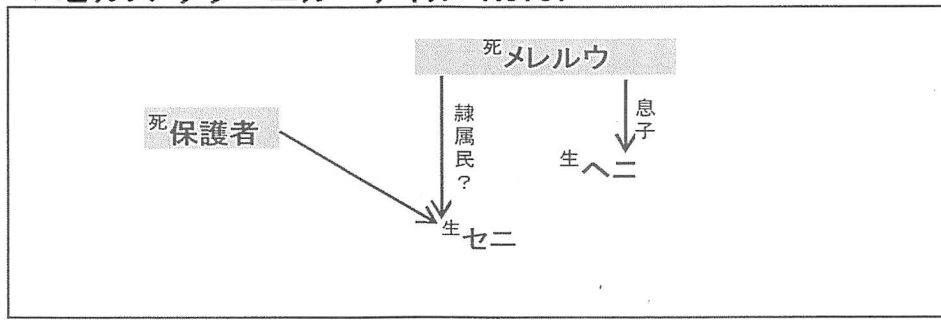 死メレルウ
死保護者
隷属民?
息子
生ヘニ
生セニ